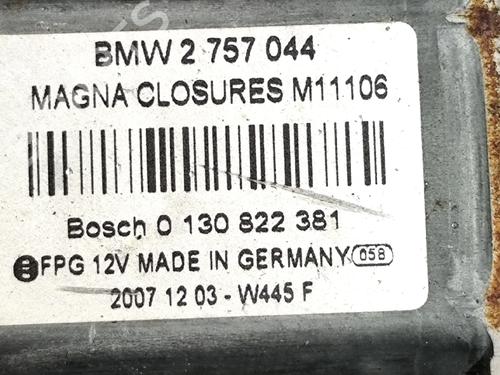 BMW 2 757 044
MAGNA CLOSURES M11106
Bosch 0 130 822 381
FPG 12V MADE IN GERMANY 058
2007 12 03 - W445 F